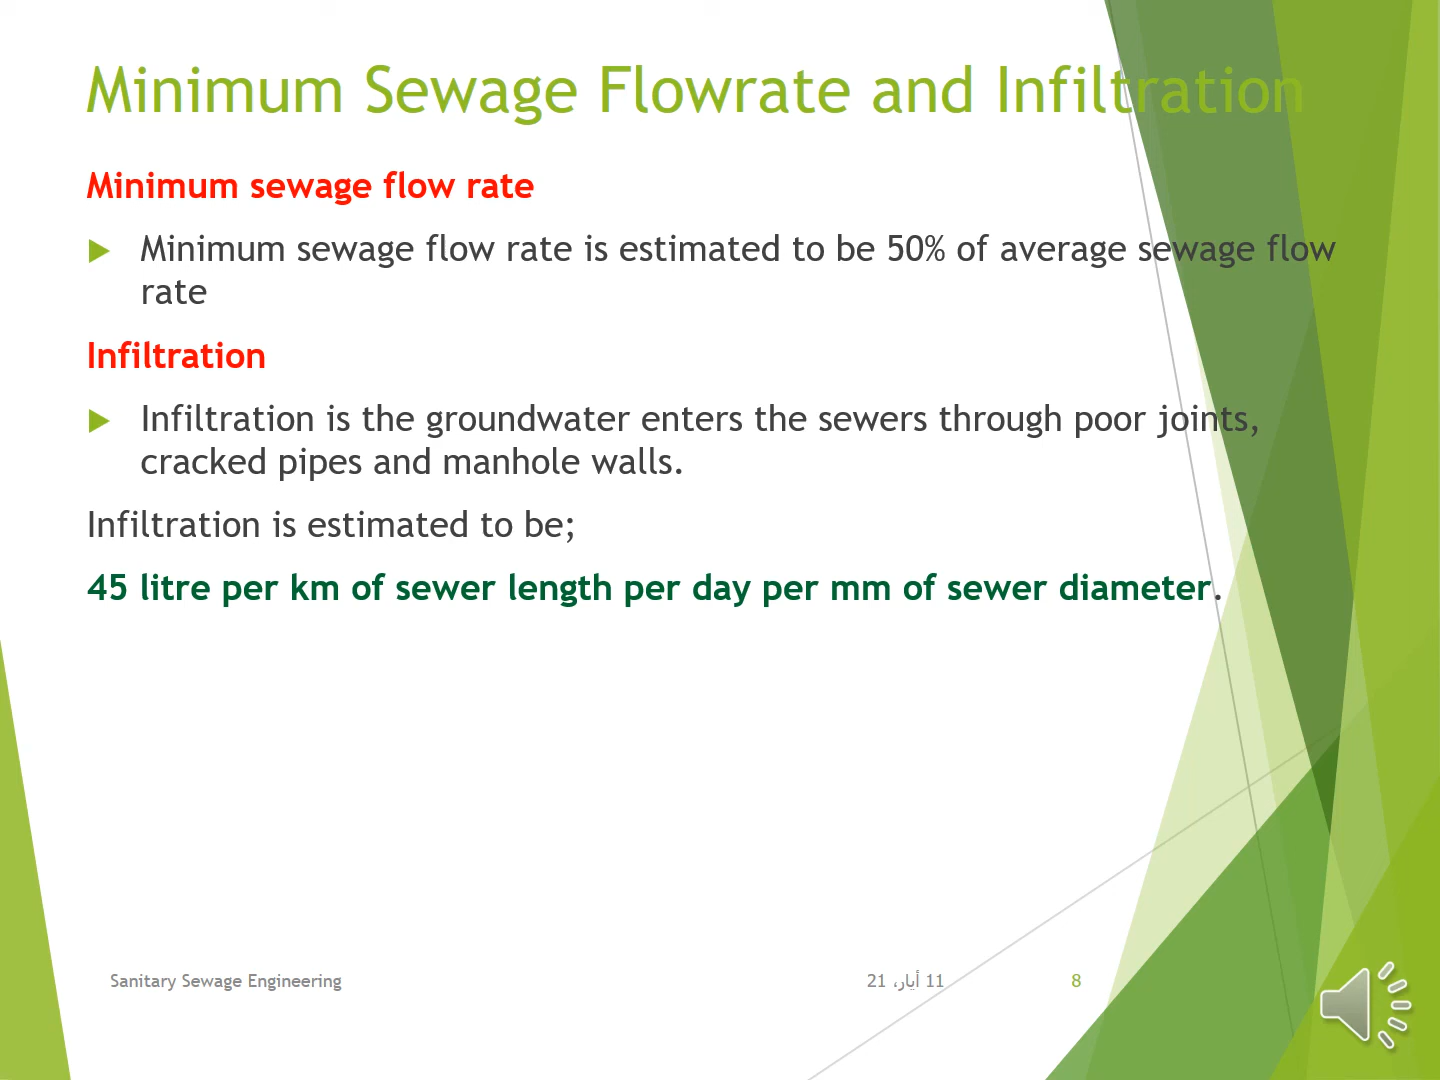 Minimum Sewage Flowrate and Infiltration
Minimum sewage flow rate
Minimum sewage flow rate is estimated to be 50% of average sewage flow
rate
Infiltration
Infiltration is the groundwater enters the sewers through poor joints,
cracked pipes and manhole walls.
Infiltration is estimated to be;
45 litre per km of sewer length per day per mm of sewer diameter.
Sanitary Sewage Engineering
11 أيار، 21
8